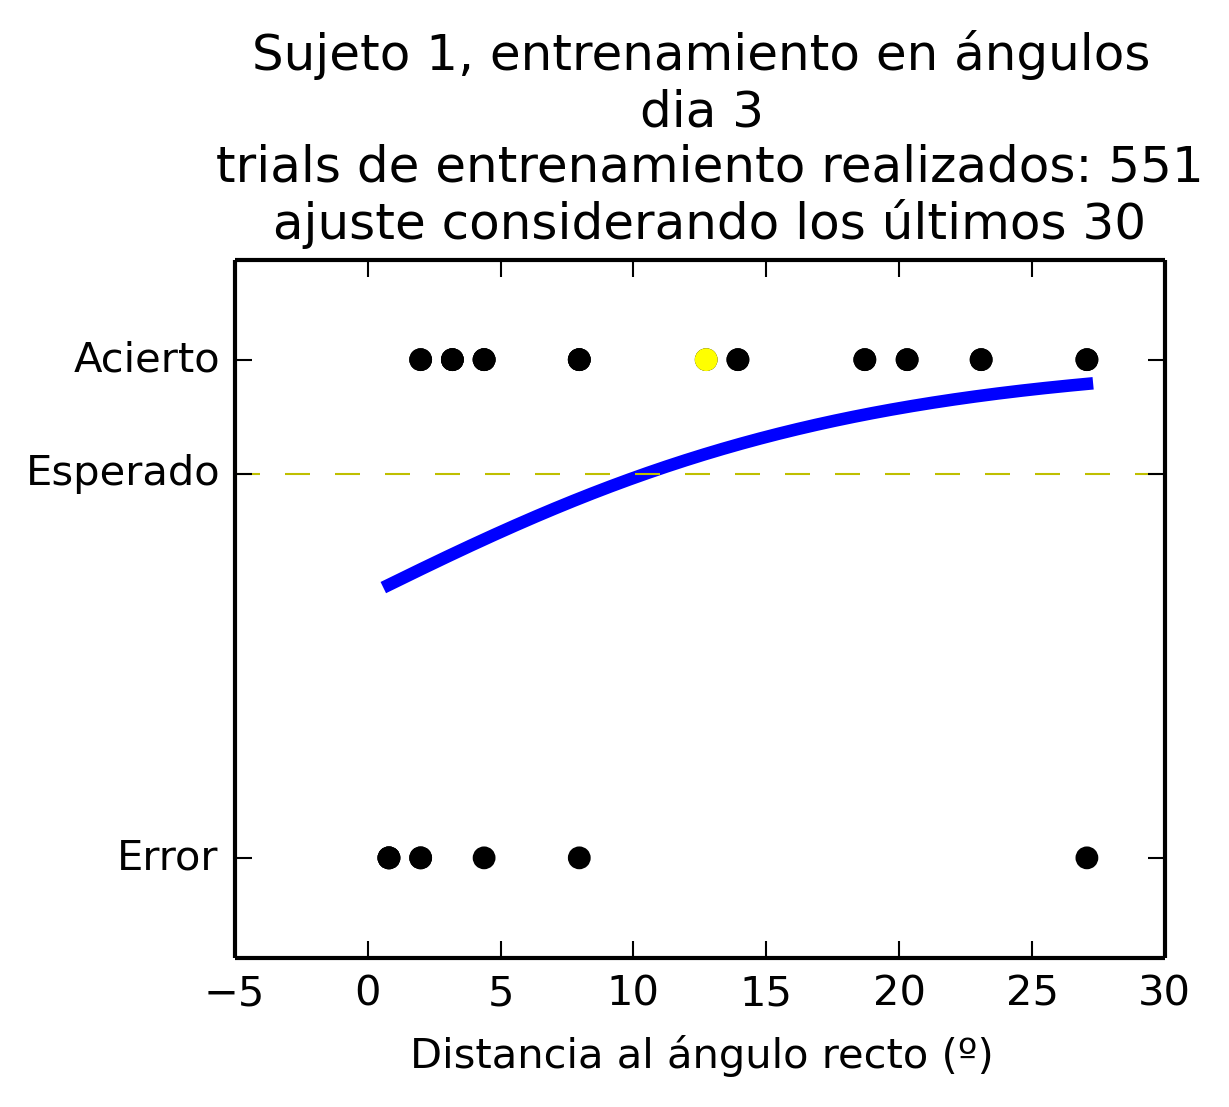 Sujeto 1, entrenamiento en ángulos
dia 3
trials de entrenamiento realizados: 551
ajuste considerando los últimos 30
Acierto
Esperado
Error
−5 0 5 10 15 20 25 30
Distancia al ángulo recto (º)